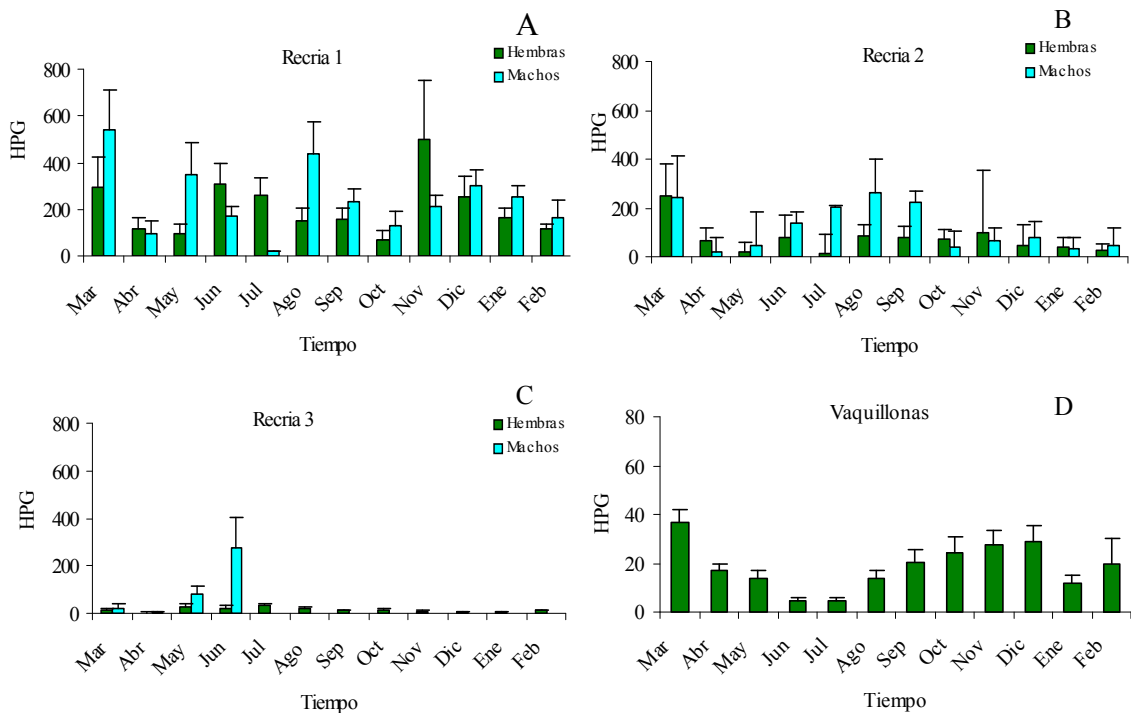 A
Recria 1
Hembras
Machos
HPG
800
600
400
200
0
Mar Abr May Jun Jul Ago Sep Oct Nov Dic Ene Feb
Tiempo
B
Recria 2
Hembras
Machos
HPG
800
600
400
200
0
Mar Abr May Jun Jul Ago Sep Oct Nov Dic Ene Feb
Tiempo
C
Recria 3
Hembras
Machos
HPG
800
600
400
200
0
Mar Abr May Jun Jul Ago Sep Oct Nov Dic Ene Feb
Tiempo
D
Vaquillonas
HPG
80
60
40
20
0
Mar Abr May Jun Jul Ago Sep Oct Nov Dic Ene Feb
Tiempo